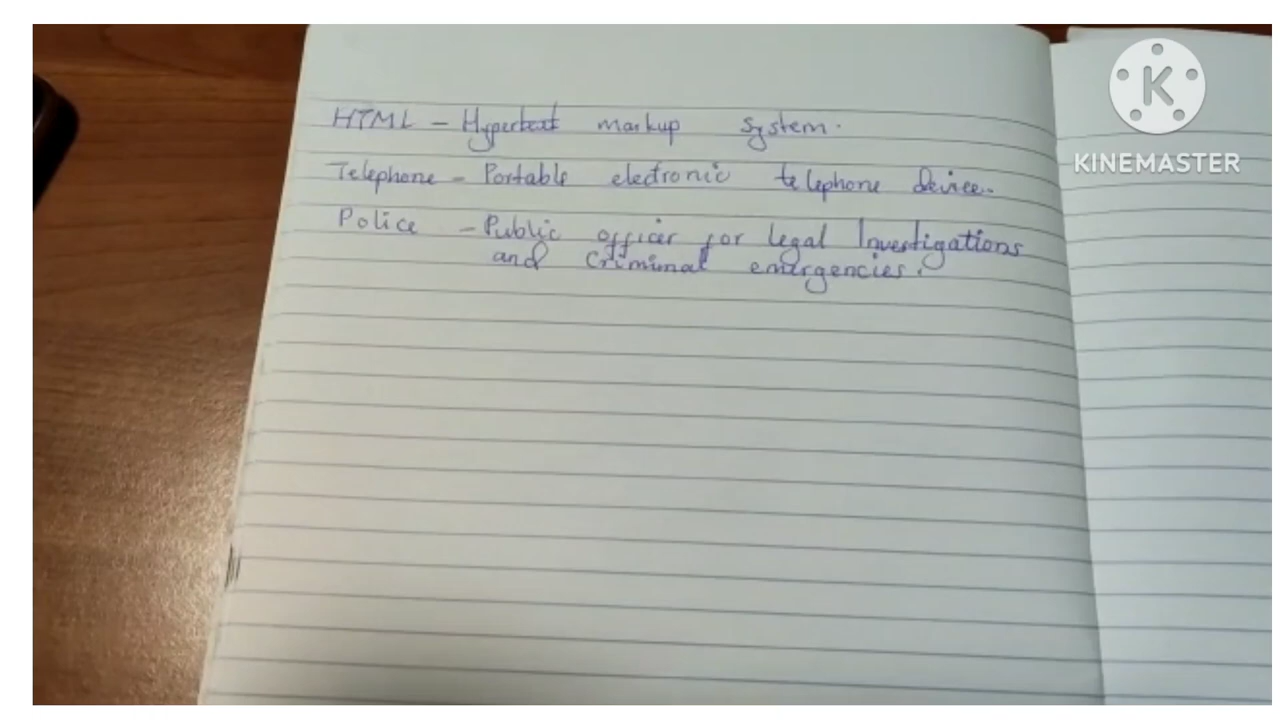 HTML - Hypertext markup system.
Telephone - Portable electronic telephone device.
Police - Public officer for legal Investigations
and Criminal emergencies.
K
KINEMASTER